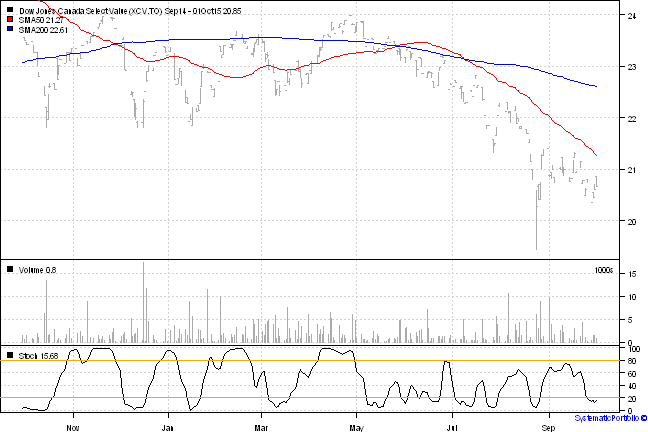 Dow Jones Canada Select Value (XCV.TO) Sep14 - 01Oct15 20.85
SMA50 21.27
SMA200 22.61
24
23
22
21
20
Volume 0.8
1000s
15
10
5
0
Stoch 15.68
100
80
60
40
20
0
Nov
Jan
Mar
May
Jul
Sep
SystematicPortfolio ©